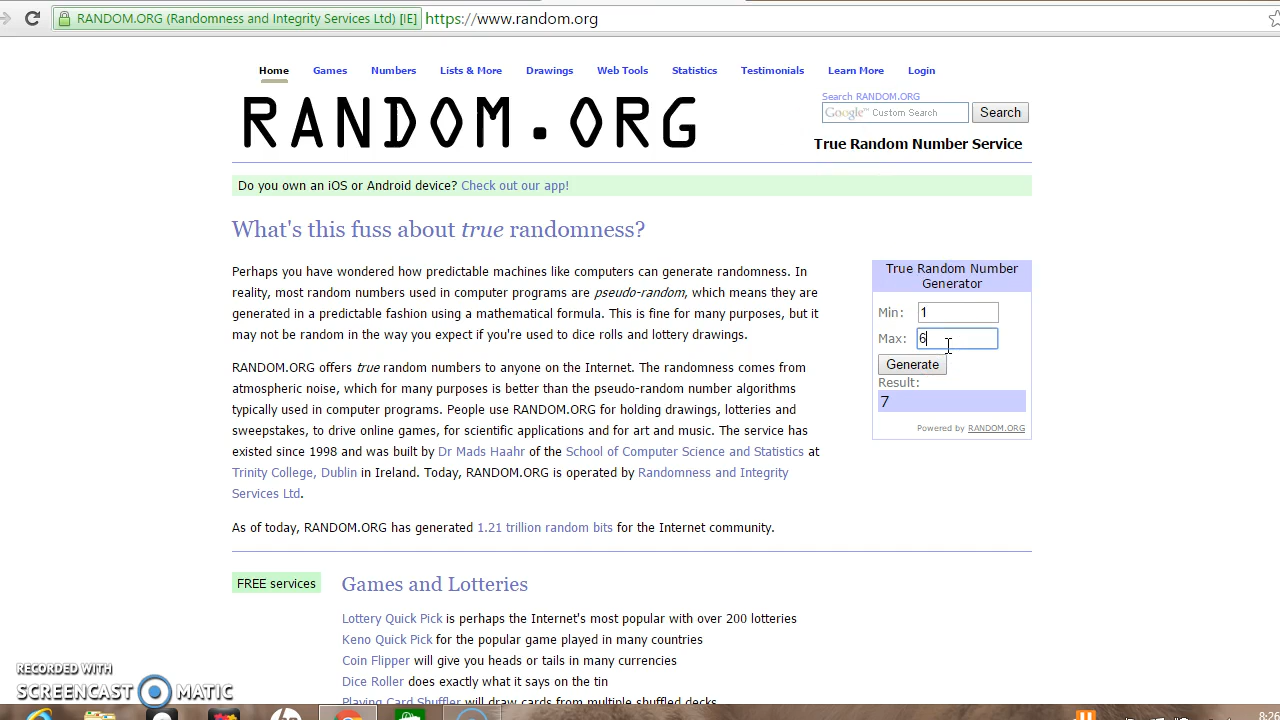 RANDOM.ORG (Randomness and Integrity Services Ltd) [IE] https://www.random.org
Home Games Numbers Lists & More Drawings Web Tools Statistics Testimonials Learn More Login
RANDOM.ORG
Search RANDOM.ORG
Google™ Custom Search Search
True Random Number Service
Do you own an iOS or Android device? Check out our app!
What's this fuss about true randomness?
Perhaps you have wondered how predictable machines like computers can generate randomness. In
reality, most random numbers used in computer programs are pseudo-random, which means they are
generated in a predictable fashion using a mathematical formula. This is fine for many purposes, but it
may not be random in the way you expect if you're used to dice rolls and lottery drawings.
RANDOM.ORG offers true random numbers to anyone on the Internet. The randomness comes from
atmospheric noise, which for many purposes is better than the pseudo-random number algorithms
typically used in computer programs. People use RANDOM.ORG for holding drawings, lotteries and
sweepstakes, to drive online games, for scientific applications and for art and music. The service has
existed since 1998 and was built by Dr Mads Haahr of the School of Computer Science and Statistics at
Trinity College, Dublin in Ireland. Today, RANDOM.ORG is operated by Randomness and Integrity
Services Ltd.
As of today, RANDOM.ORG has generated 1.21 trillion random bits for the Internet community.
True Random Number
Generator
Min: 1
Max: 6
Generate
Result:
7
Powered by RANDOM.ORG
FREE services
Games and Lotteries
Lottery Quick Pick is perhaps the Internet's most popular with over 200 lotteries
Keno Quick Pick for the popular game played in many countries
Coin Flipper will give you heads or tails in many currencies
Dice Roller does exactly what it says on the tin
Playing Card Shuffler will draw cards from multiple shuffled decks
RECORDED WITH
SCREENCAST MATIC